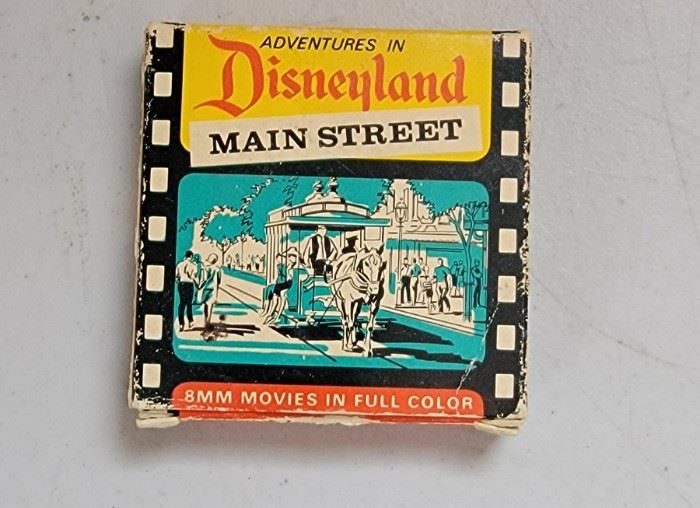 ADVENTURES IN
Disneyland
MAIN STREET
8MM MOVIES IN FULL COLOR